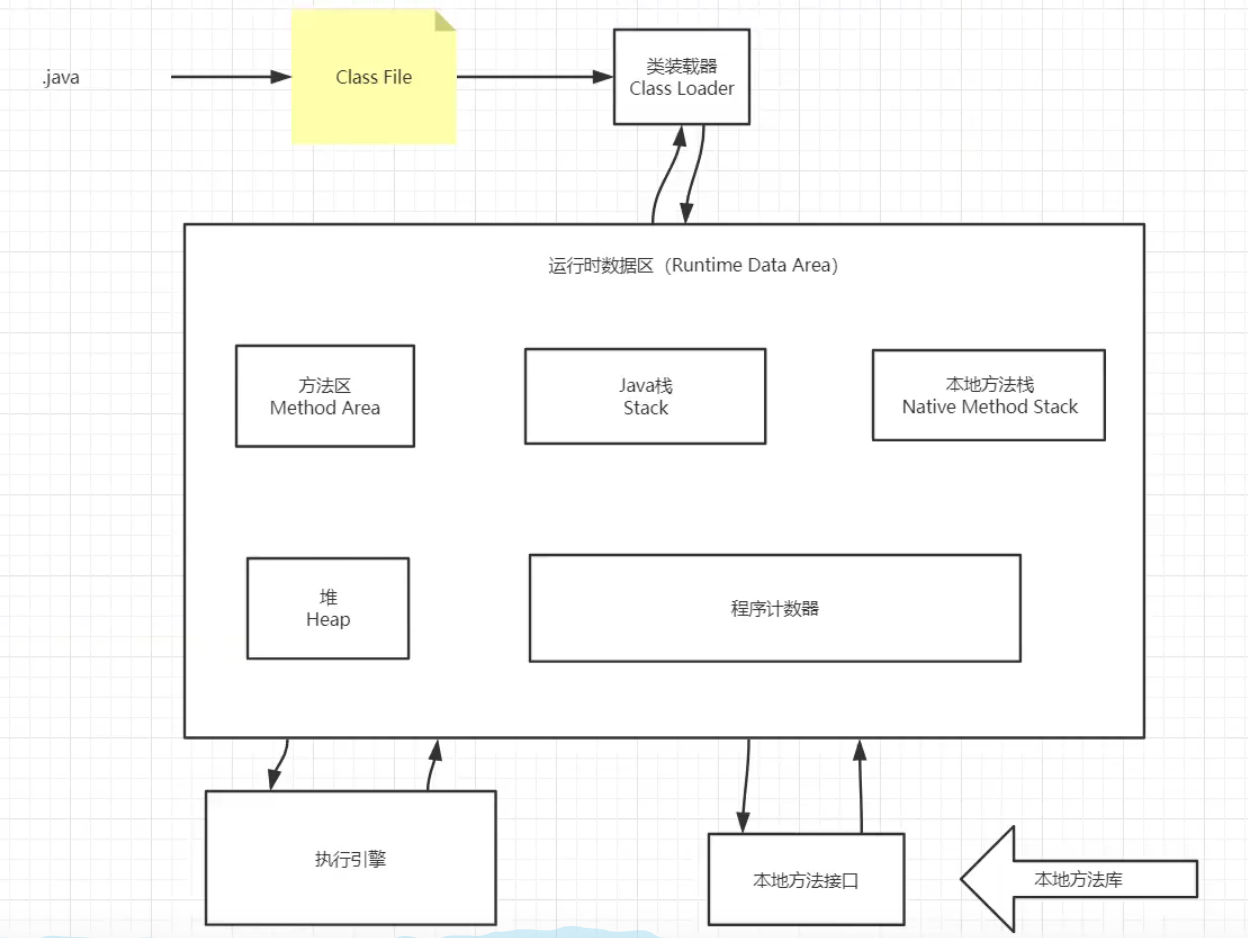 .java
Class File
类装载器
Class Loader
运行时数据区（Runtime Data Area）
方法区
Method Area
Java栈
Stack
本地方法栈
Native Method Stack
堆
Heap
程序计数器
执行引擎
本地方法接口
本地方法库